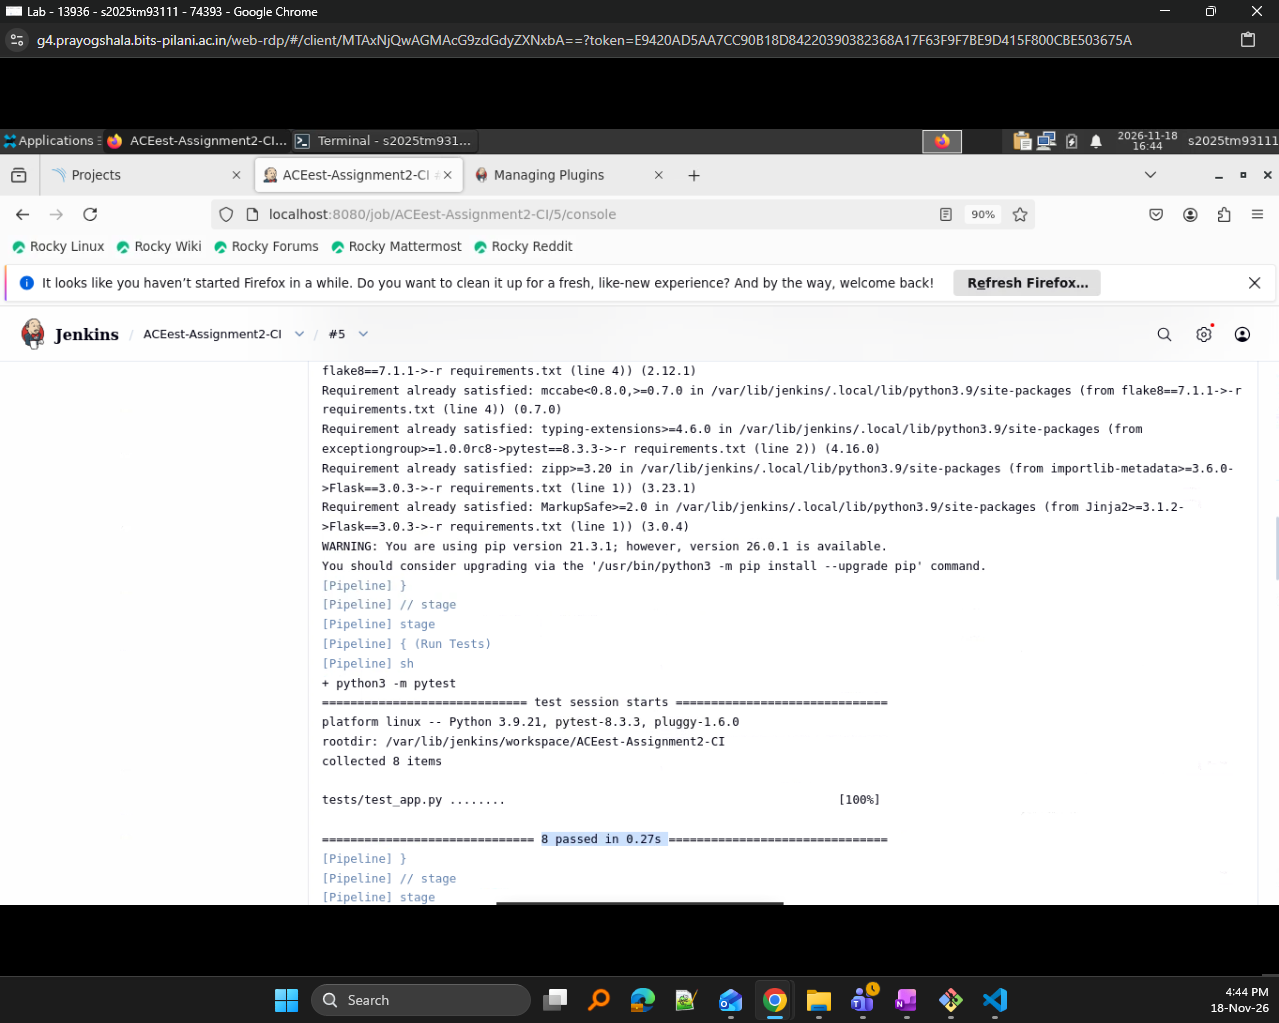 Lab - 13936 - s2025tm93111 - 74393 - Google Chrome
g4.prayogshala.bits-pilani.ac.in/web-rdp/#/client/MTAxNjQwAGMAcG9zdGdyZXNxbA==?token=E9420AD5AA7CC90B18D84220390382368A17F63F9F7BE9D415F800CBE503675A
Applications ACEest-Assignment2-CI... Terminal - s2025tm931... 2026-11-18 16:44 s2025tm93111
Projects ACEest-Assignment2-CI Managing Plugins
localhost:8080/job/ACEest-Assignment2-CI/5/console 90%
Rocky Linux Rocky Wiki Rocky Forums Rocky Mattermost Rocky Reddit
It looks like you haven’t started Firefox in a while. Do you want to clean it up for a fresh, like-new experience? And by the way, welcome back! Refresh Firefox...
Jenkins / ACEest-Assignment2-CI / #5
flake8==7.1.1->-r requirements.txt (line 4)) (2.12.1)
Requirement already satisfied: mccabe<0.8.0,>=0.7.0 in /var/lib/jenkins/.local/lib/python3.9/site-packages (from flake8==7.1.1->-r
requirements.txt (line 4)) (0.7.0)
Requirement already satisfied: typing-extensions>=4.6.0 in /var/lib/jenkins/.local/lib/python3.9/site-packages (from
exceptiongroup>=1.0.0rc8->pytest==8.3.3->-r requirements.txt (line 2)) (4.16.0)
Requirement already satisfied: zipp>=3.20 in /var/lib/jenkins/.local/lib/python3.9/site-packages (from importlib-metadata>=3.6.0-
>Flask==3.0.3->-r requirements.txt (line 1)) (3.23.1)
Requirement already satisfied: MarkupSafe>=2.0 in /var/lib/jenkins/.local/lib/python3.9/site-packages (from Jinja2>=3.1.2-
>Flask==3.0.3->-r requirements.txt (line 1)) (3.0.4)
WARNING: You are using pip version 21.3.1; however, version 26.0.1 is available.
You should consider upgrading via the '/usr/bin/python3 -m pip install --upgrade pip' command.
[Pipeline] }
[Pipeline] // stage
[Pipeline] stage
[Pipeline] { (Run Tests)
[Pipeline] sh
+ python3 -m pytest
============================= test session starts ==============================
platform linux -- Python 3.9.21, pytest-8.3.3, pluggy-1.6.0
rootdir: /var/lib/jenkins/workspace/ACEest-Assignment2-CI
collected 8 items
tests/test_app.py ........ [100%]
============================== 8 passed in 0.27s ===============================
[Pipeline] }
[Pipeline] // stage
[Pipeline] stage
Search
4:44 PM
18-Nov-26